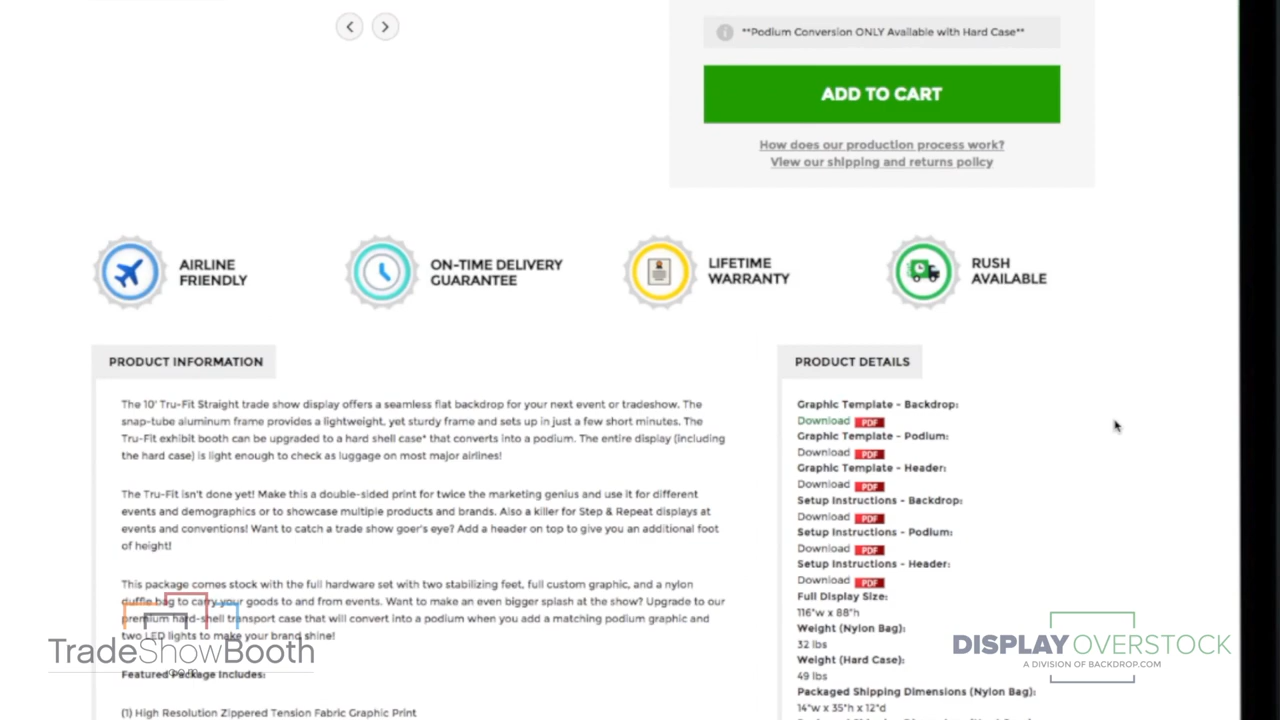 **Podium Conversion ONLY Available with Hard Case**
ADD TO CART
How does our production process work?
View our shipping and returns policy
AIRLINE
FRIENDLY
ON-TIME DELIVERY
GUARANTEE
LIFETIME
WARRANTY
RUSH
AVAILABLE
PRODUCT INFORMATION
The 10' Tru-Fit Straight trade show display offers a seamless flat backdrop for your next event or tradeshow. The
snap-tube aluminum frame provides a lightweight, yet sturdy frame and sets up in just a few short minutes. The
Tru-Fit exhibit booth can be upgraded to a hard shell case* that converts into a podium. The entire display (including
the hard case) is light enough to check as luggage on most major airlines!
The Tru-Fit isn't done yet! Make this a double-sided print for twice the marketing genius and use it for different
events and demographics or to showcase multiple products and brands. Also a killer for Step & Repeat displays at
events and conventions! Want to catch a trade show goer's eye? Add a header on top to give you an additional foot
of height!
This package comes stock with the full hardware set with two stabilizing feet, full custom graphic, and a nylon
duffle bag to carry your goods to and from events. Want to make an even bigger splash at the show? Upgrade to our
premium hard-shell transport case that will convert into a podium when you add a matching podium graphic and
two LED lights to make your brand shine!
Featured Package Includes:
(1) High Resolution Zippered Tension Fabric Graphic Print
PRODUCT DETAILS
Graphic Template - Backdrop:
Download PDF
Graphic Template - Podium:
Download PDF
Graphic Template - Header:
Download PDF
Setup Instructions - Backdrop:
Download PDF
Setup Instructions - Podium:
Download PDF
Setup Instructions - Header:
Download PDF
Full Display Size:
116"w x 88"h
Weight (Nylon Bag):
32 lbs
Weight (Hard Case):
49 lbs
Packaged Shipping Dimensions (Nylon Bag):
14"w x 35"h x 12"d
TradeShowBooth
.com
DISPLAY OVERSTOCK
A DIVISION OF BACKDROP.COM